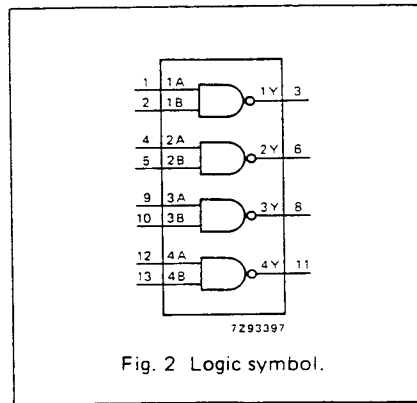 1 1A 1Y 3
2 1B
4 2A 2Y 6
5 2B
9 3A 3Y 8
10 3B
12 4A 4Y 11
13 4B
7Z93397
Fig. 2 Logic symbol.